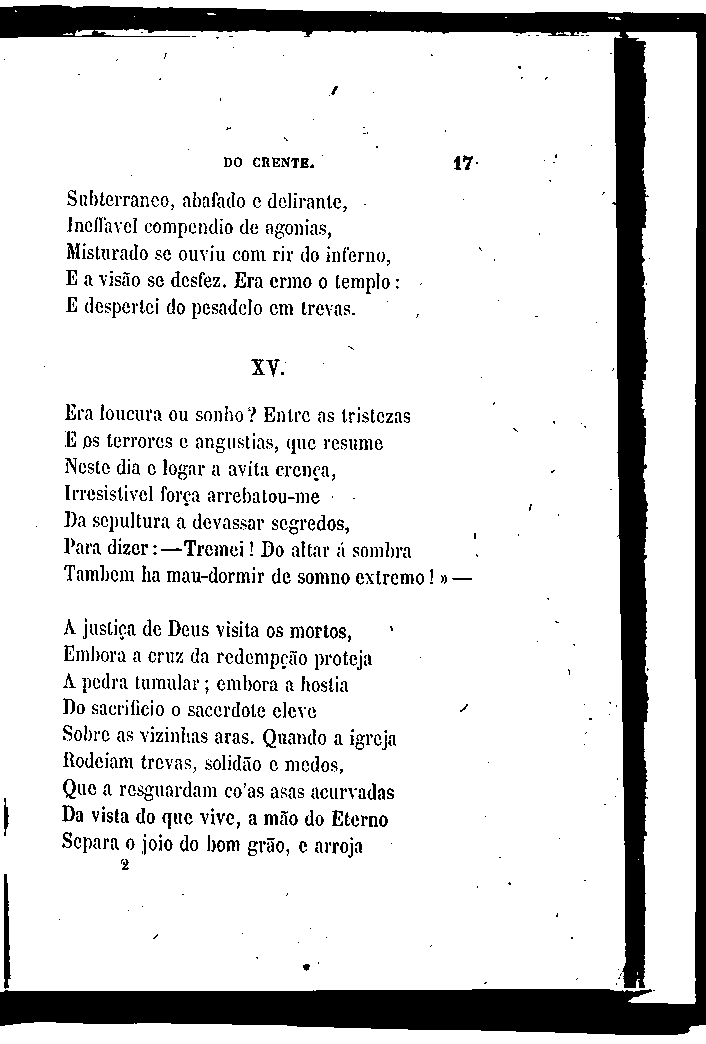 DO CRENTE. 17
Subterraneo, abafado e delirante,
Ineffavel compendio de agonias,
Misturado se ouviu com rir do inferno,
E a visão se desfez. Era ermo o templo:
E despertei do pesadelo em trevas.
XV.
Era loucura ou sonho? Entre as tristezas
E os terrores e angustias, que resume
Neste dia e logar a avita crença,
Irresistivel força arrebatou-me
Da sepultura a devassar segredos,
Para dizer:—Tremei! Do altar á sombra
Tambem ha mau-dormir de somno extremo!»—
A justiça de Deus visita os mortos,
Embora a cruz da redempção proteja
A pedra tumular; embora a hostia
Do sacrificio o sacerdote eleve
Sobre as vizinhas aras. Quando a igreja
Rodeiam trevas, solidão e medos,
Que a resguardam co'as asas acurvadas
Da vista do que vive, a mão do Eterno
Separa o joio do bom grão, e arroja
2